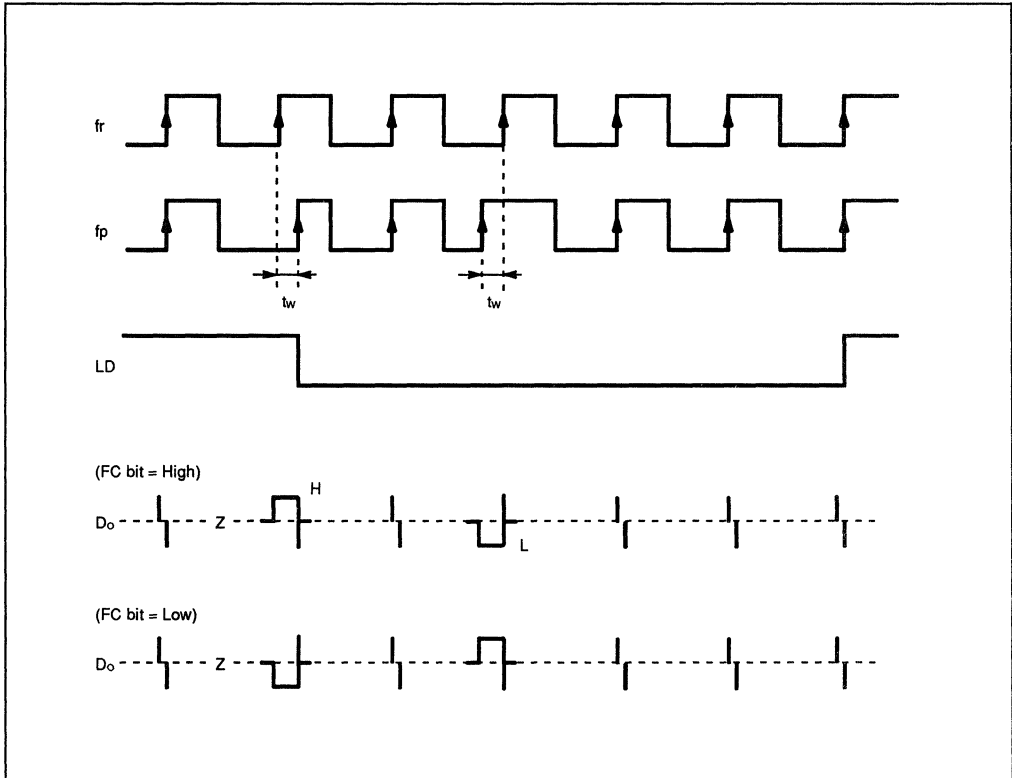 fr
fp
tw tw
LD
(FC bit = High)
H
Do Z
L
(FC bit = Low)
Do Z